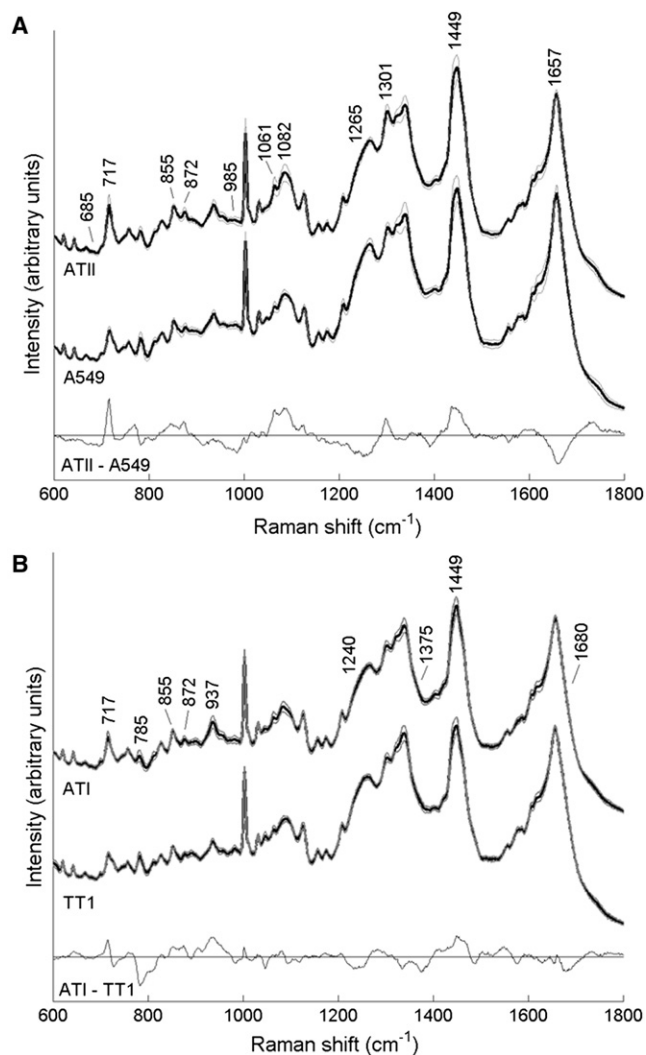 A
1449
1657
1301
1265
1061
1082
985
872
855
717
685
ATII
A549
ATII - A549
Intensity (arbitrary units)
600 800 1000 1200 1400 1600 1800
Raman shift (cm-1)
B
1449
1680
1375
1240
937
872
855
785
717
ATI
TT1
ATI - TT1
Intensity (arbitrary units)
600 800 1000 1200 1400 1600 1800
Raman shift (cm-1)